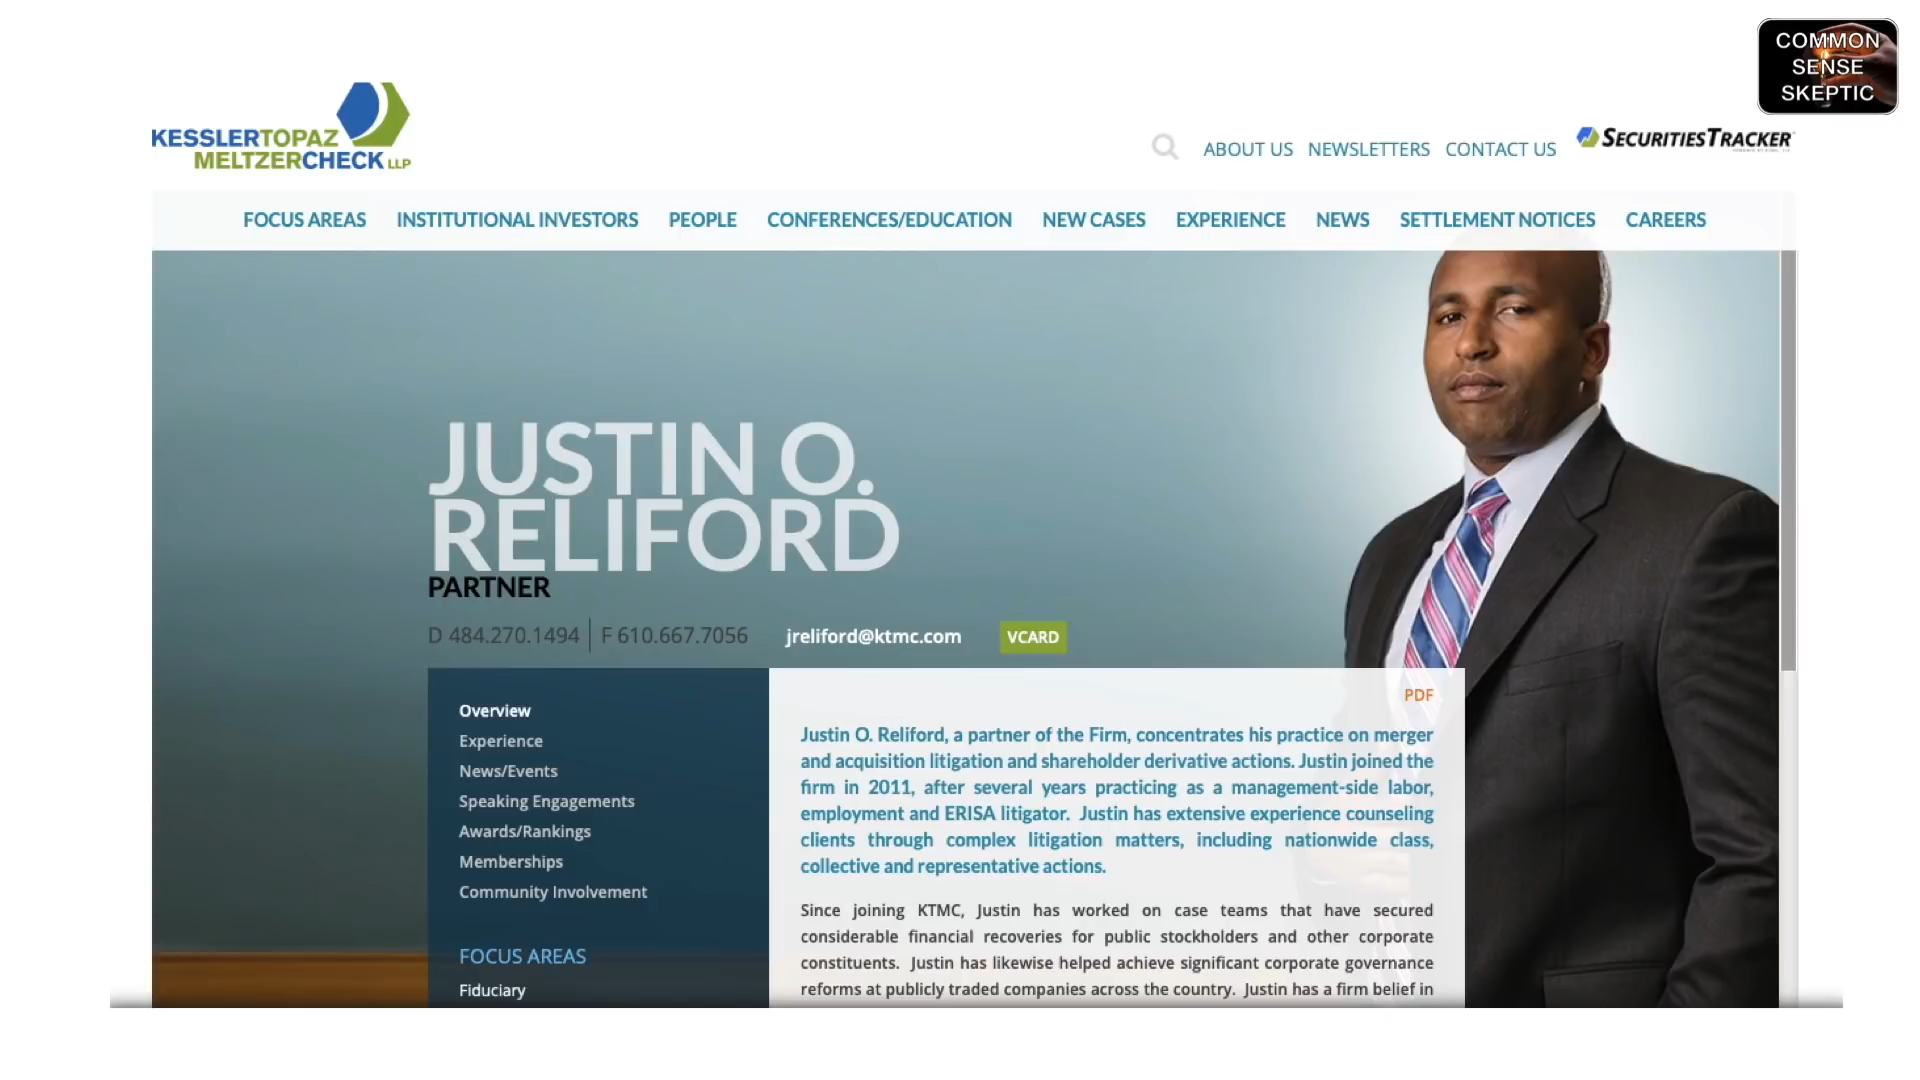 COMMON
SENSE
SKEPTIC
KESSLERTOPAZ
MELTZERCHECK LLP
ABOUT US NEWSLETTERS CONTACT US
SECURITIESTRACKER
FOCUS AREAS INSTITUTIONAL INVESTORS PEOPLE CONFERENCES/EDUCATION NEW CASES EXPERIENCE NEWS SETTLEMENT NOTICES CAREERS
JUSTIN O.
RELIFORD
PARTNER
D 484.270.1494 F 610.667.7056 jreliford@ktmc.com VCARD
Overview
Experience
News/Events
Speaking Engagements
Awards/Rankings
Memberships
Community Involvement
FOCUS AREAS
Fiduciary
PDF
Justin O. Reliford, a partner of the Firm, concentrates his practice on merger
and acquisition litigation and shareholder derivative actions. Justin joined the
firm in 2011, after several years practicing as a management-side labor,
employment and ERISA litigator. Justin has extensive experience counseling
clients through complex litigation matters, including nationwide class,
collective and representative actions.
Since joining KTMC, Justin has worked on case teams that have secured
considerable financial recoveries for public stockholders and other corporate
constituents. Justin has likewise helped achieve significant corporate governance
reforms at publicly traded companies across the country. Justin has a firm belief in